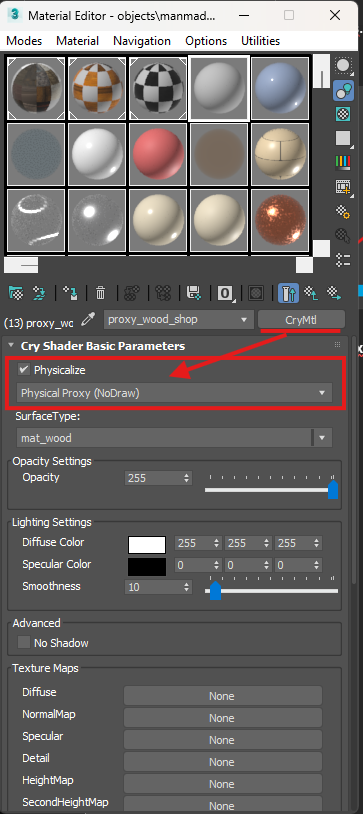 3 Material Editor - objects\manmad...
Modes Material Navigation Options Utilities
0
(13) proxy_wo proxy_wood_shop CryMtl
Cry Shader Basic Parameters
Physicalize
Physical Proxy (NoDraw)
SurfaceType:
mat_wood
Opacity Settings
Opacity 255
Lighting Settings
Diffuse Color 255 255 255
Specular Color 0 0 0
Smoothness 10
Advanced
No Shadow
Texture Maps
Diffuse None
NormalMap None
Specular None
Detail None
HeightMap None
SecondHeightMap None